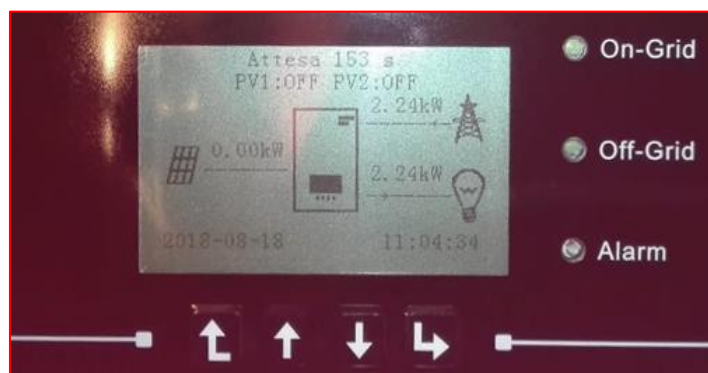 Attesa 153 s
PV1:OFF PV2:OFF
2.24kW
0.00kW
2.24kW
2018-08-18 11:04:34
On-Grid
Off-Grid
Alarm